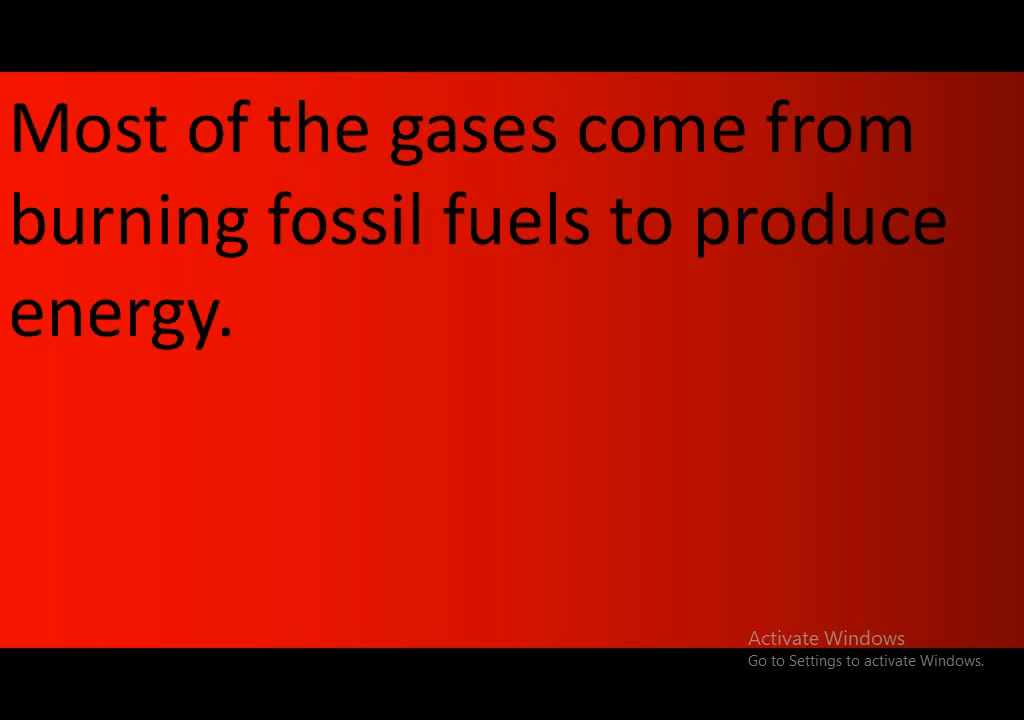 Most of the gases come from
burning fossil fuels to produce
energy.
Activate Windows
Go to Settings to activate Windows.